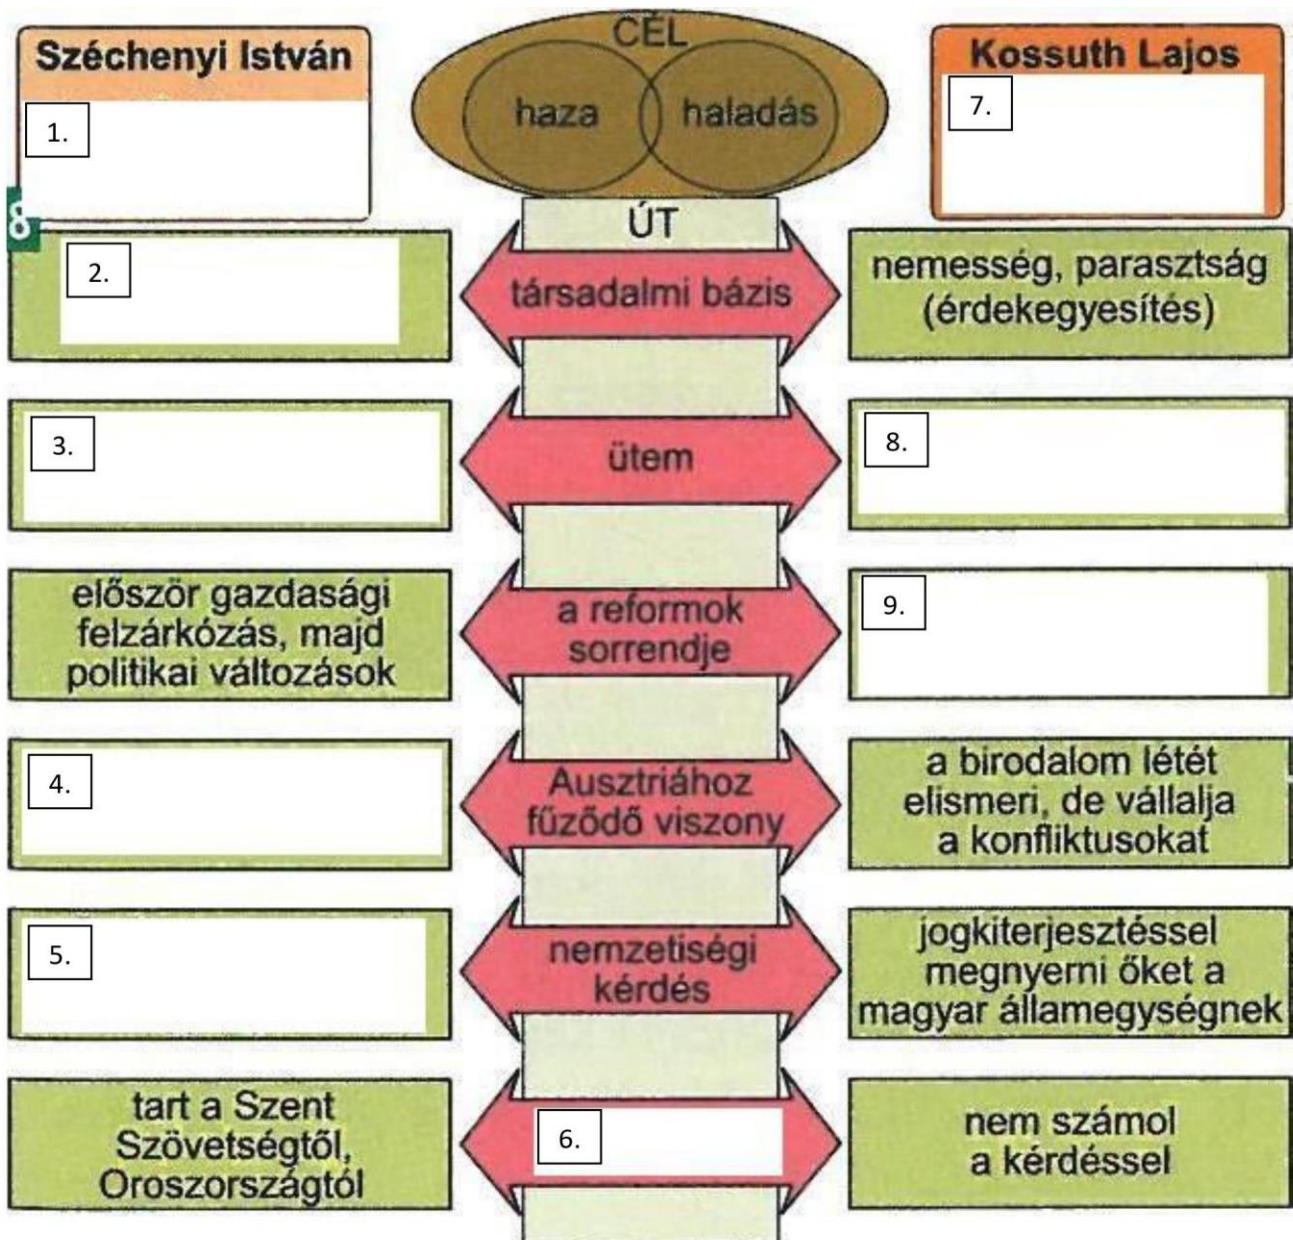 CÉL
Széchenyi István
Kossuth Lajos
haza
haladás
1.
7.
8
ÚT
2.
társadalmi bázis
nemesség, parasztság
(érdekegyesítés)
3.
ütem
8.
először gazdasági
felzárkózás, majd
politikai változások
a reformok
sorrendje
9.
4.
Ausztriához
fűződő viszony
a birodalom létét
elismeri, de vállalja
a konfliktusokat
5.
nemzetiségi
kérdés
jogkiterjesztéssel
megnyerni őket a
magyar államegységnek
tart a Szent
Szövetségtől,
Oroszországtól
6.
nem számol
a kérdéssel